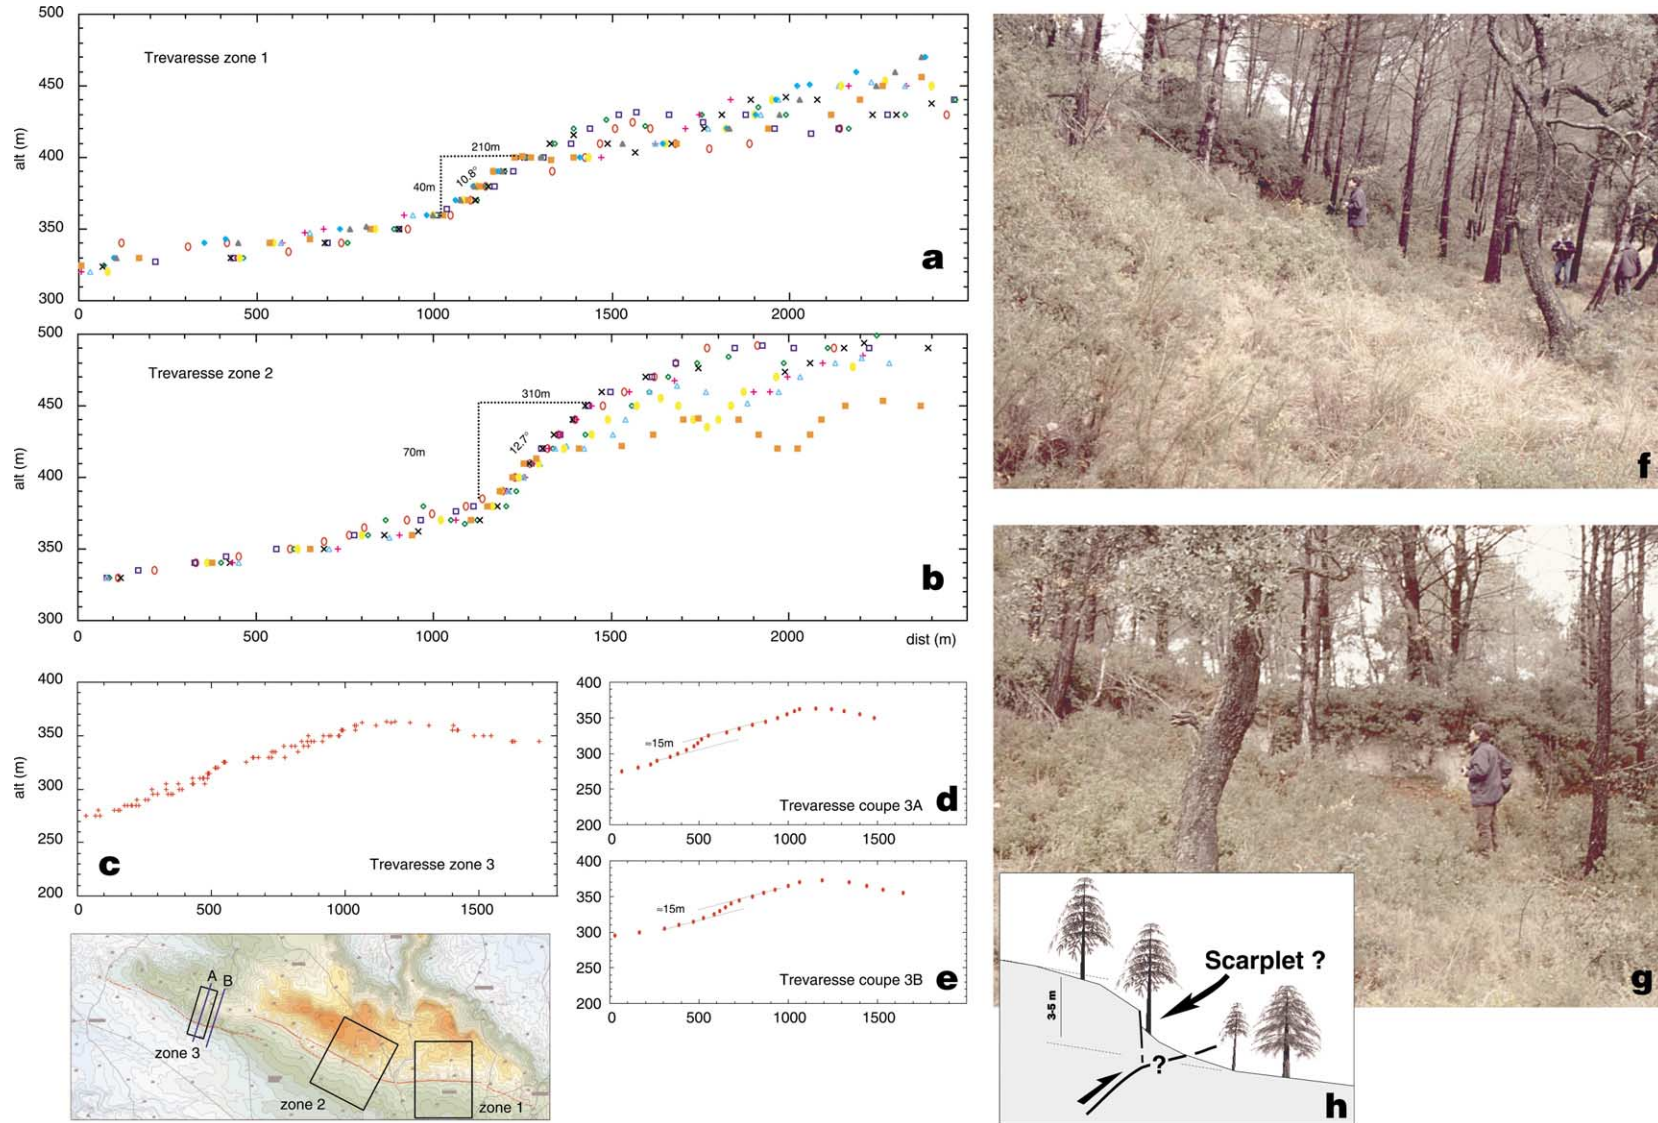 500
450
400
350
300
alt (m)
Trevaresse zone 1
210m
40m
10.8°
a
0
500
1000
1500
2000
500
450
400
350
300
alt (m)
Trevaresse zone 2
310m
70m
12.7°
b
0
500
1000
1500
2000
dist (m)
400
350
300
250
200
alt (m)
c
Trevaresse zone 3
0
500
1000
1500
400
350
300
250
200
≈15m
Trevaresse coupe 3A
d
0
500
1000
1500
400
350
300
250
200
≈15m
Trevaresse coupe 3B
e
0
500
1000
1500
A
B
zone 3
zone 2
zone 1
f
g
Scarplet ?
3-5 m
?
h